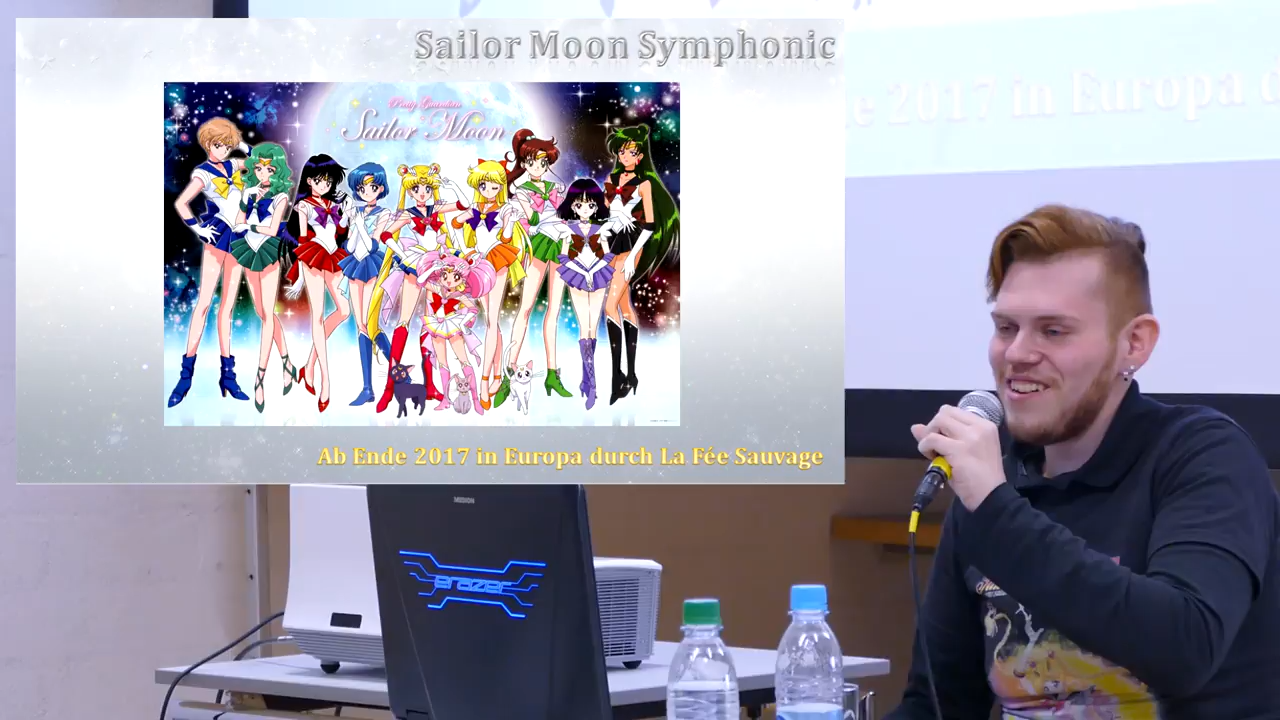 Sailor Moon Symphonic
Pretty Guardian
Sailor Moon
Ab Ende 2017 in Europa durch La Fée Sauvage
e 2017 in Europa d
MEDION
erazer